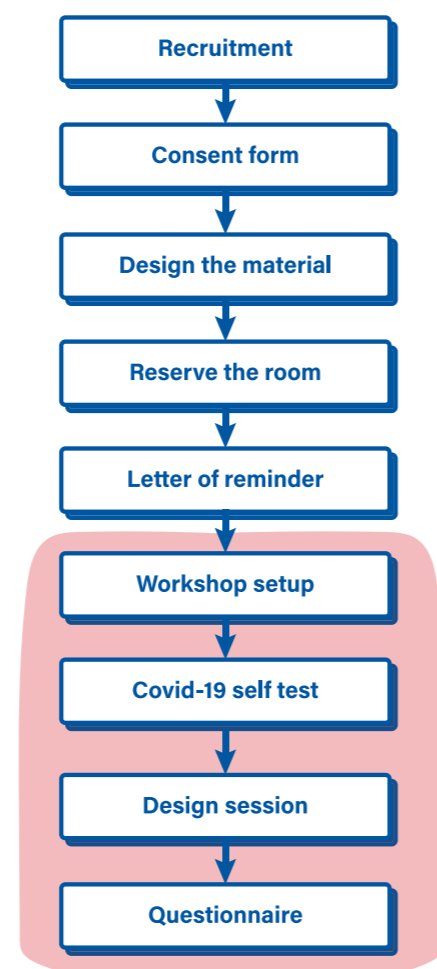 Recruitment
Consent form
Design the material
Reserve the room
Letter of reminder
Workshop setup
Covid-19 self test
Design session
Questionnaire